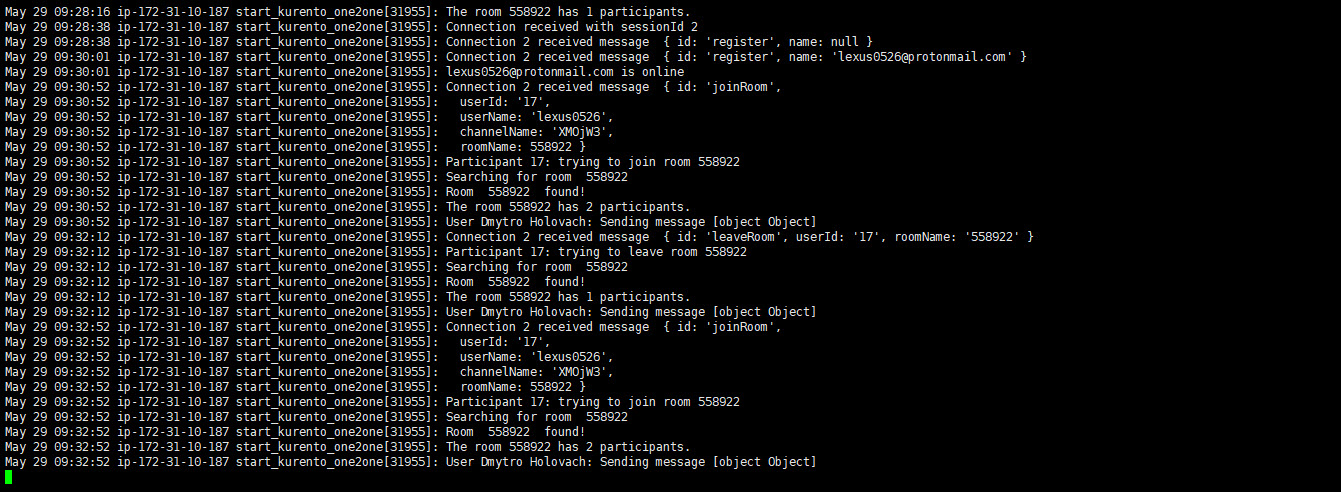 May 29 09:28:16 ip-172-31-10-187 start_kurento_one2one[31955]: The room 558922 has 1 participants.
May 29 09:28:38 ip-172-31-10-187 start_kurento_one2one[31955]: Connection received with sessionId 2
May 29 09:28:38 ip-172-31-10-187 start_kurento_one2one[31955]: Connection 2 received message  { id: 'register', name: null }
May 29 09:30:01 ip-172-31-10-187 start_kurento_one2one[31955]: Connection 2 received message  { id: 'register', name: 'lexus0526@protonmail.com' }
May 29 09:30:01 ip-172-31-10-187 start_kurento_one2one[31955]: lexus0526@protonmail.com is online
May 29 09:30:52 ip-172-31-10-187 start_kurento_one2one[31955]: Connection 2 received message  { id: 'joinRoom',
May 29 09:30:52 ip-172-31-10-187 start_kurento_one2one[31955]:   userId: '17',
May 29 09:30:52 ip-172-31-10-187 start_kurento_one2one[31955]:   userName: 'lexus0526',
May 29 09:30:52 ip-172-31-10-187 start_kurento_one2one[31955]:   channelName: 'XMOjW3',
May 29 09:30:52 ip-172-31-10-187 start_kurento_one2one[31955]:   roomName: 558922 }
May 29 09:30:52 ip-172-31-10-187 start_kurento_one2one[31955]: Participant 17: trying to join room 558922
May 29 09:30:52 ip-172-31-10-187 start_kurento_one2one[31955]: Searching for room  558922
May 29 09:30:52 ip-172-31-10-187 start_kurento_one2one[31955]: Room  558922  found!
May 29 09:30:52 ip-172-31-10-187 start_kurento_one2one[31955]: The room 558922 has 2 participants.
May 29 09:30:52 ip-172-31-10-187 start_kurento_one2one[31955]: User Dmytro Holovach: Sending message [object Object]
May 29 09:32:12 ip-172-31-10-187 start_kurento_one2one[31955]: Connection 2 received message  { id: 'leaveRoom', userId: '17', roomName: '558922' }
May 29 09:32:12 ip-172-31-10-187 start_kurento_one2one[31955]: Participant 17: trying to leave room 558922
May 29 09:32:12 ip-172-31-10-187 start_kurento_one2one[31955]: Searching for room  558922
May 29 09:32:12 ip-172-31-10-187 start_kurento_one2one[31955]: Room  558922  found!
May 29 09:32:12 ip-172-31-10-187 start_kurento_one2one[31955]: The room 558922 has 1 participants.
May 29 09:32:12 ip-172-31-10-187 start_kurento_one2one[31955]: User Dmytro Holovach: Sending message [object Object]
May 29 09:32:52 ip-172-31-10-187 start_kurento_one2one[31955]: Connection 2 received message  { id: 'joinRoom',
May 29 09:32:52 ip-172-31-10-187 start_kurento_one2one[31955]:   userId: '17',
May 29 09:32:52 ip-172-31-10-187 start_kurento_one2one[31955]:   userName: 'lexus0526',
May 29 09:32:52 ip-172-31-10-187 start_kurento_one2one[31955]:   channelName: 'XMOjW3',
May 29 09:32:52 ip-172-31-10-187 start_kurento_one2one[31955]:   roomName: 558922 }
May 29 09:32:52 ip-172-31-10-187 start_kurento_one2one[31955]: Participant 17: trying to join room 558922
May 29 09:32:52 ip-172-31-10-187 start_kurento_one2one[31955]: Searching for room  558922
May 29 09:32:52 ip-172-31-10-187 start_kurento_one2one[31955]: Room  558922  found!
May 29 09:32:52 ip-172-31-10-187 start_kurento_one2one[31955]: The room 558922 has 2 participants.
May 29 09:32:52 ip-172-31-10-187 start_kurento_one2one[31955]: User Dmytro Holovach: Sending message [object Object]